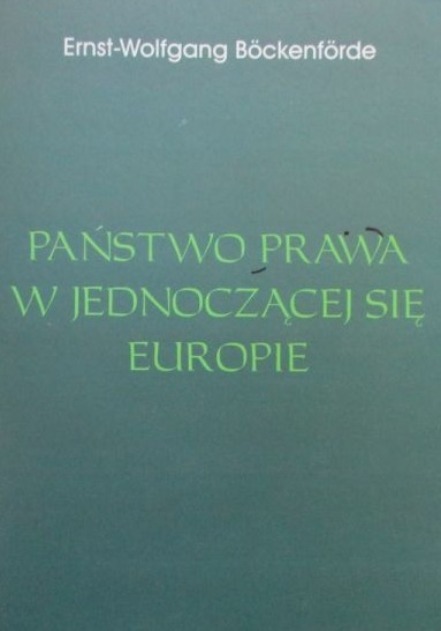 Ernst-Wolfgang Böckenförde
PAŃSTWO PRAWA
W JEDNOCZĄCEJ SIĘ
EUROPIE